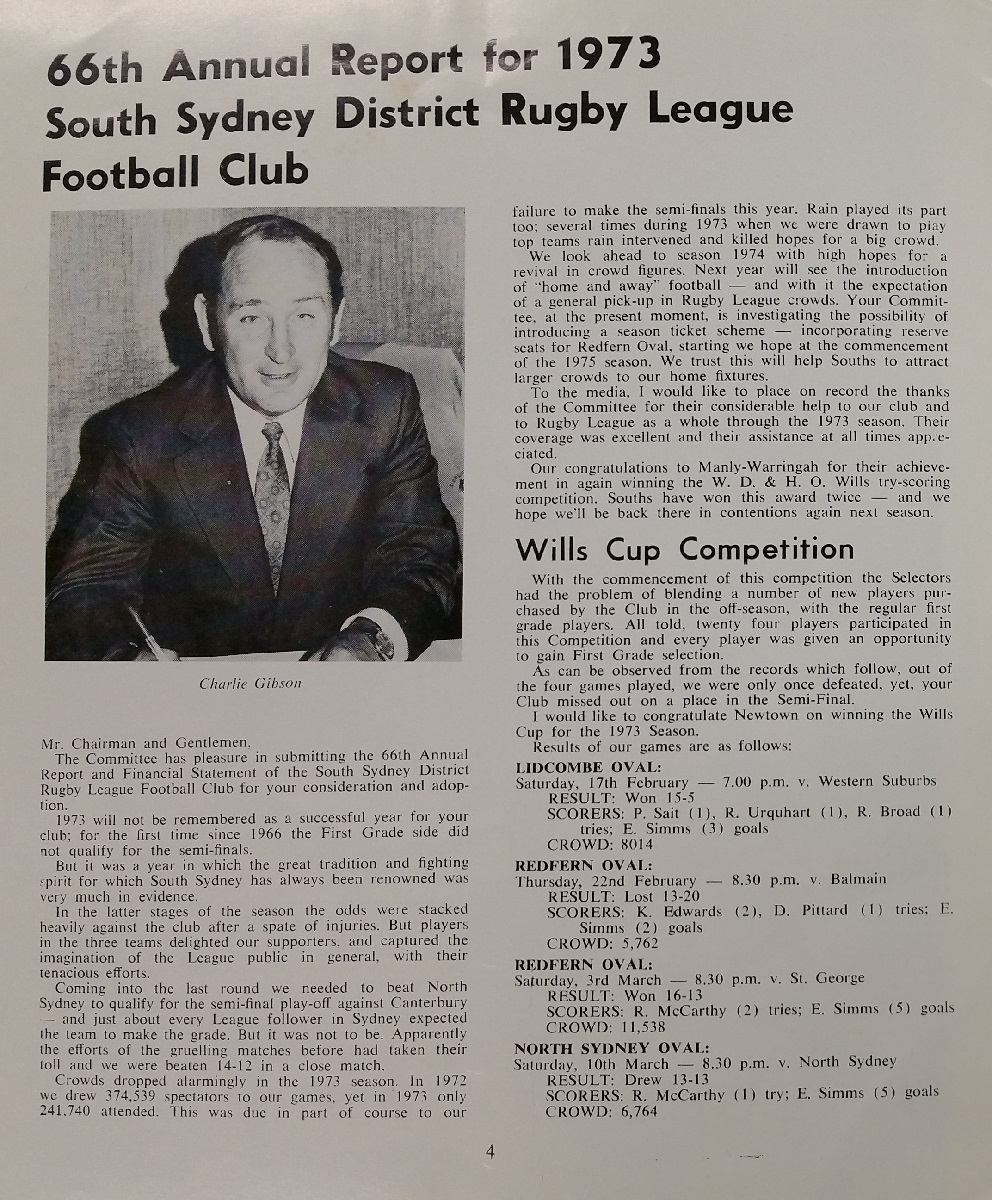 66th Annual Report for 1973
South Sydney District Rugby League
Football Club
Charlie Gibson
Mr. Chairman and Gentlemen,
The Committee has pleasure in submitting the 66th Annual
Report and Financial Statement of the South Sydney District
Rugby League Football Club for your consideration and adop-
tion.
1973 will not be remembered as a successful year for your
club; for the first time since 1966 the First Grade side did
not qualify for the semi-finals.
But it was a year in which the great tradition and fighting
spirit for which South Sydney has always been renowned was
very much in evidence.
In the latter stages of the season the odds were stacked
heavily against the club after a spate of injuries. But players
in the three teams delighted our supporters, and captured the
imagination of the League public in general, with their
tenacious efforts.
Coming into the last round we needed to beat North
Sydney to qualify for the semi-final play-off against Canterbury
— and just about every League follower in Sydney expected
the team to make the grade. But it was not to be. Apparently
the efforts of the gruelling matches before had taken their
toll and we were beaten 14-12 in a close match.
Crowds dropped alarmingly in the 1973 season. In 1972
we drew 374,539 spectators to our games, yet in 1973 only
241,740 attended. This was due in part of course to our
failure to make the semi-finals this year. Rain played its part
too; several times during 1973 when we were drawn to play
top teams rain intervened and killed hopes for a big crowd.
We look ahead to season 1974 with high hopes for a
revival in crowd figures. Next year will see the introduction
of "home and away" football — and with it the expectation
of a general pick-up in Rugby League crowds. Your Commit-
tee, at the present moment, is investigating the possibility of
introducing a season ticket scheme — incorporating reserve
seats for Redfern Oval, starting we hope at the commencement
of the 1975 season. We trust this will help Souths to attract
larger crowds to our home fixtures.
To the media, I would like to place on record the thanks
of the Committee for their considerable help to our club and
to Rugby League as a whole through the 1973 season. Their
coverage was excellent and their assistance at all times appre-
ciated.
Our congratulations to Manly-Warringah for their achieve-
ment in again winning the W. D. & H. O. Wills try-scoring
competition. Souths have won this award twice — and we
hope we'll be back there in contentions again next season.
Wills Cup Competition
With the commencement of this competition the Selectors
had the problem of blending a number of new players pur-
chased by the Club in the off-season, with the regular first
grade players. All told, twenty four players participated in
this Competition and every player was given an opportunity
to gain First Grade selection.
As can be observed from the records which follow, out of
the four games played, we were only once defeated, yet, your
Club missed out on a place in the Semi-Final.
I would like to congratulate Newtown on winning the Wills
Cup for the 1973 Season.
Results of our games are as follows:
LIDCOMBE OVAL:
Saturday, 17th February — 7.00 p.m. v. Western Suburbs
RESULT: Won 15-5
SCORERS: P. Sait (1), R. Urquhart (1), R. Broad (1)
tries; E. Simms (3) goals
CROWD: 8014
REDFERN OVAL:
Thursday, 22nd February — 8.30 p.m. v. Balmain
RESULT: Lost 13-20
SCORERS: K. Edwards (2), D. Pittard (1) tries; E.
Simms (2) goals
CROWD: 5,762
REDFERN OVAL:
Saturday, 3rd March — 8.30 p.m. v. St. George
RESULT: Won 16-13
SCORERS: R. McCarthy (2) tries; E. Simms (5) goals
CROWD: 11,538
NORTH SYDNEY OVAL:
Saturday, 10th March — 8.30 p.m. v. North Sydney
RESULT: Drew 13-13
SCORERS: R. McCarthy (1) try; E. Simms (5) goals
CROWD: 6,764
4